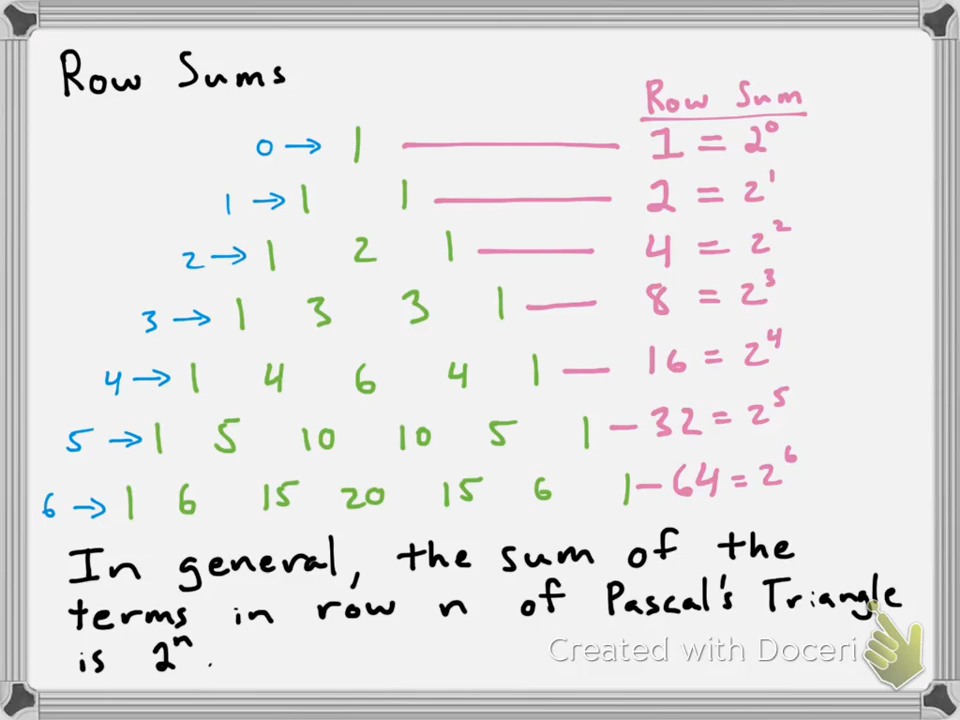 Row Sums
Row Sum
0 → 1 — 1 = 2⁰
1 → 1 1 — 2 = 2¹
2 → 1 2 1 — 4 = 2²
3 → 1 3 3 1 — 8 = 2³
4 → 1 4 6 4 1 — 16 = 2⁴
5 → 1 5 10 10 5 1 — 32 = 2⁵
6 → 1 6 15 20 15 6 1 — 64 = 2⁶
In general, the sum of the
terms in row n of Pascal's Triangle
is 2ⁿ.
Created with Doceri